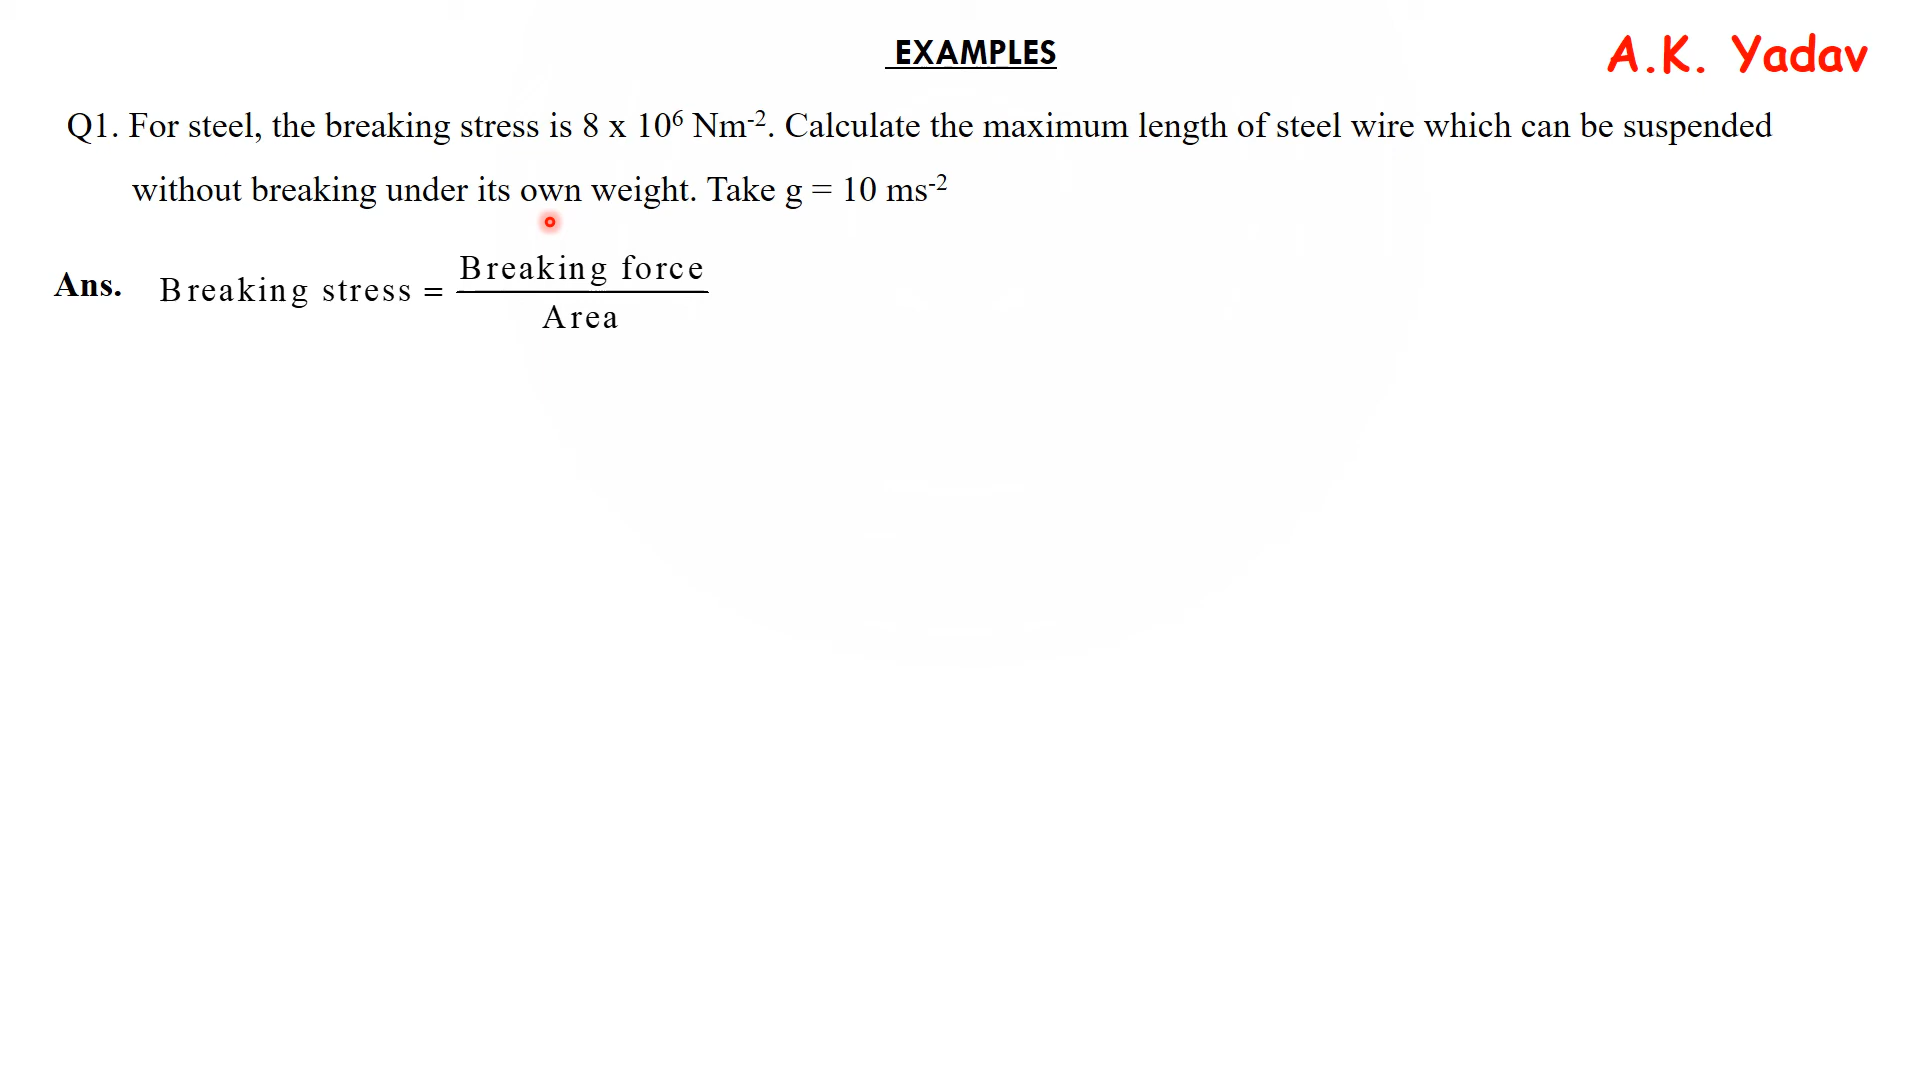 EXAMPLES
A.K. Yadav
Q1. For steel, the breaking stress is 8 x 10⁶ Nm⁻². Calculate the maximum length of steel wire which can be suspended
without breaking under its own weight. Take g = 10 ms⁻²
Ans. Breaking stress = Breaking force
Area